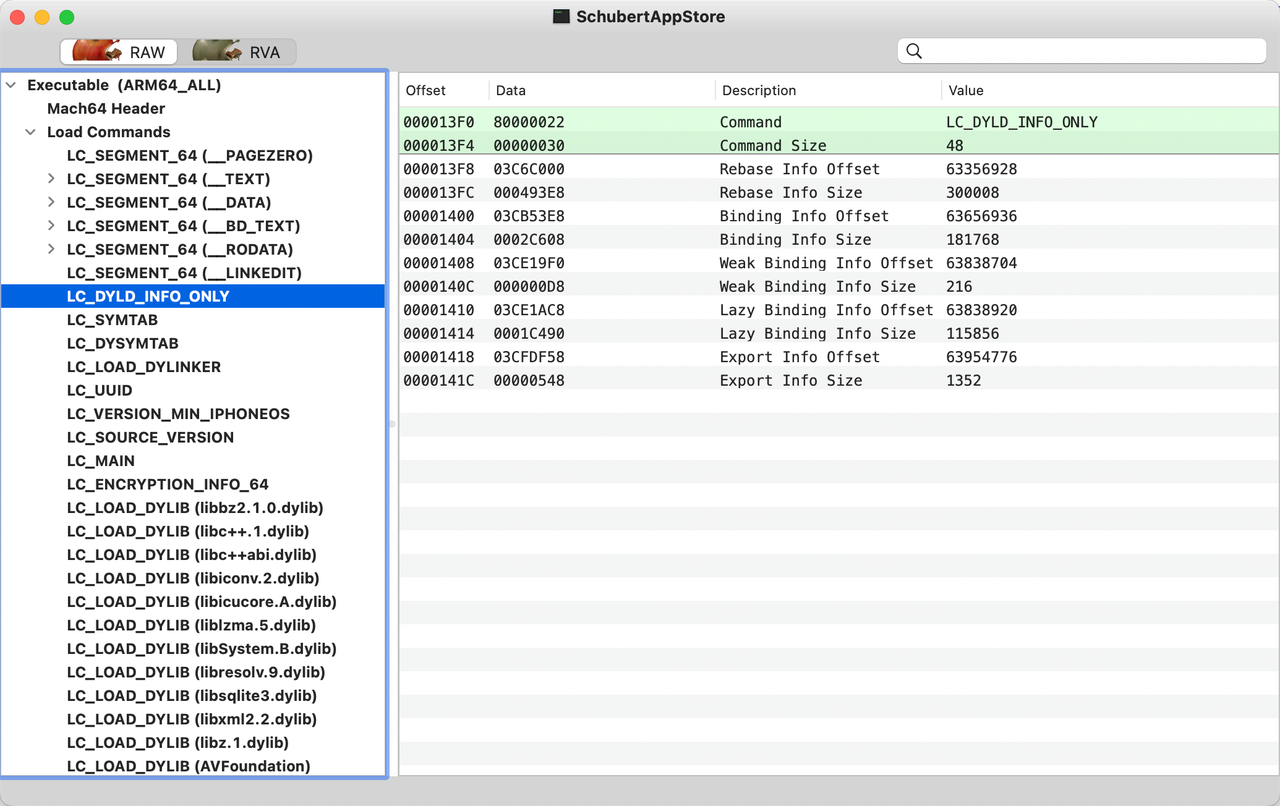 SchubertAppStore
RAW RVA
Executable (ARM64_ALL)
Mach64 Header
Load Commands
LC_SEGMENT_64 (__PAGEZERO)
LC_SEGMENT_64 (__TEXT)
LC_SEGMENT_64 (__DATA)
LC_SEGMENT_64 (__BD_TEXT)
LC_SEGMENT_64 (__RODATA)
LC_SEGMENT_64 (__LINKEDIT)
LC_DYLD_INFO_ONLY
LC_SYMTAB
LC_DYSYMTAB
LC_LOAD_DYLINKER
LC_UUID
LC_VERSION_MIN_IPHONEOS
LC_SOURCE_VERSION
LC_MAIN
LC_ENCRYPTION_INFO_64
LC_LOAD_DYLIB (libbz2.1.0.dylib)
LC_LOAD_DYLIB (libc++.1.dylib)
LC_LOAD_DYLIB (libc++abi.dylib)
LC_LOAD_DYLIB (libiconv.2.dylib)
LC_LOAD_DYLIB (libicucore.A.dylib)
LC_LOAD_DYLIB (liblzma.5.dylib)
LC_LOAD_DYLIB (libSystem.B.dylib)
LC_LOAD_DYLIB (libresolv.9.dylib)
LC_LOAD_DYLIB (libsqlite3.dylib)
LC_LOAD_DYLIB (libxml2.2.dylib)
LC_LOAD_DYLIB (libz.1.dylib)
LC_LOAD_DYLIB (AVFoundation)
Offset Data Description Value
000013F0 80000022 Command LC_DYLD_INFO_ONLY
000013F4 00000030 Command Size 48
000013F8 03C6C000 Rebase Info Offset 63356928
000013FC 000493E8 Rebase Info Size 300008
00001400 03CB53E8 Binding Info Offset 63656936
00001404 0002C608 Binding Info Size 181768
00001408 03CE19F0 Weak Binding Info Offset 63838704
0000140C 000000D8 Weak Binding Info Size 216
00001410 03CE1AC8 Lazy Binding Info Offset 63838920
00001414 0001C490 Lazy Binding Info Size 115856
00001418 03CFDF58 Export Info Offset 63954776
0000141C 00000548 Export Info Size 1352